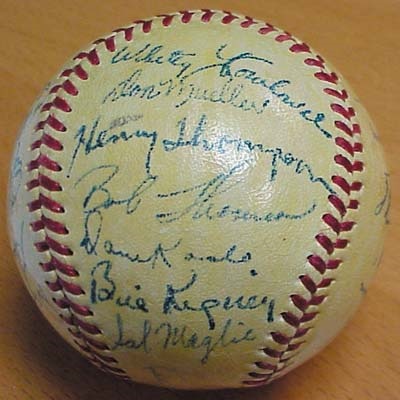 Whitey Lockman
Don Mueller
Henry Thompson
Bob Thomson
Dave Koslo
Bill Rigney
Sal Maglie